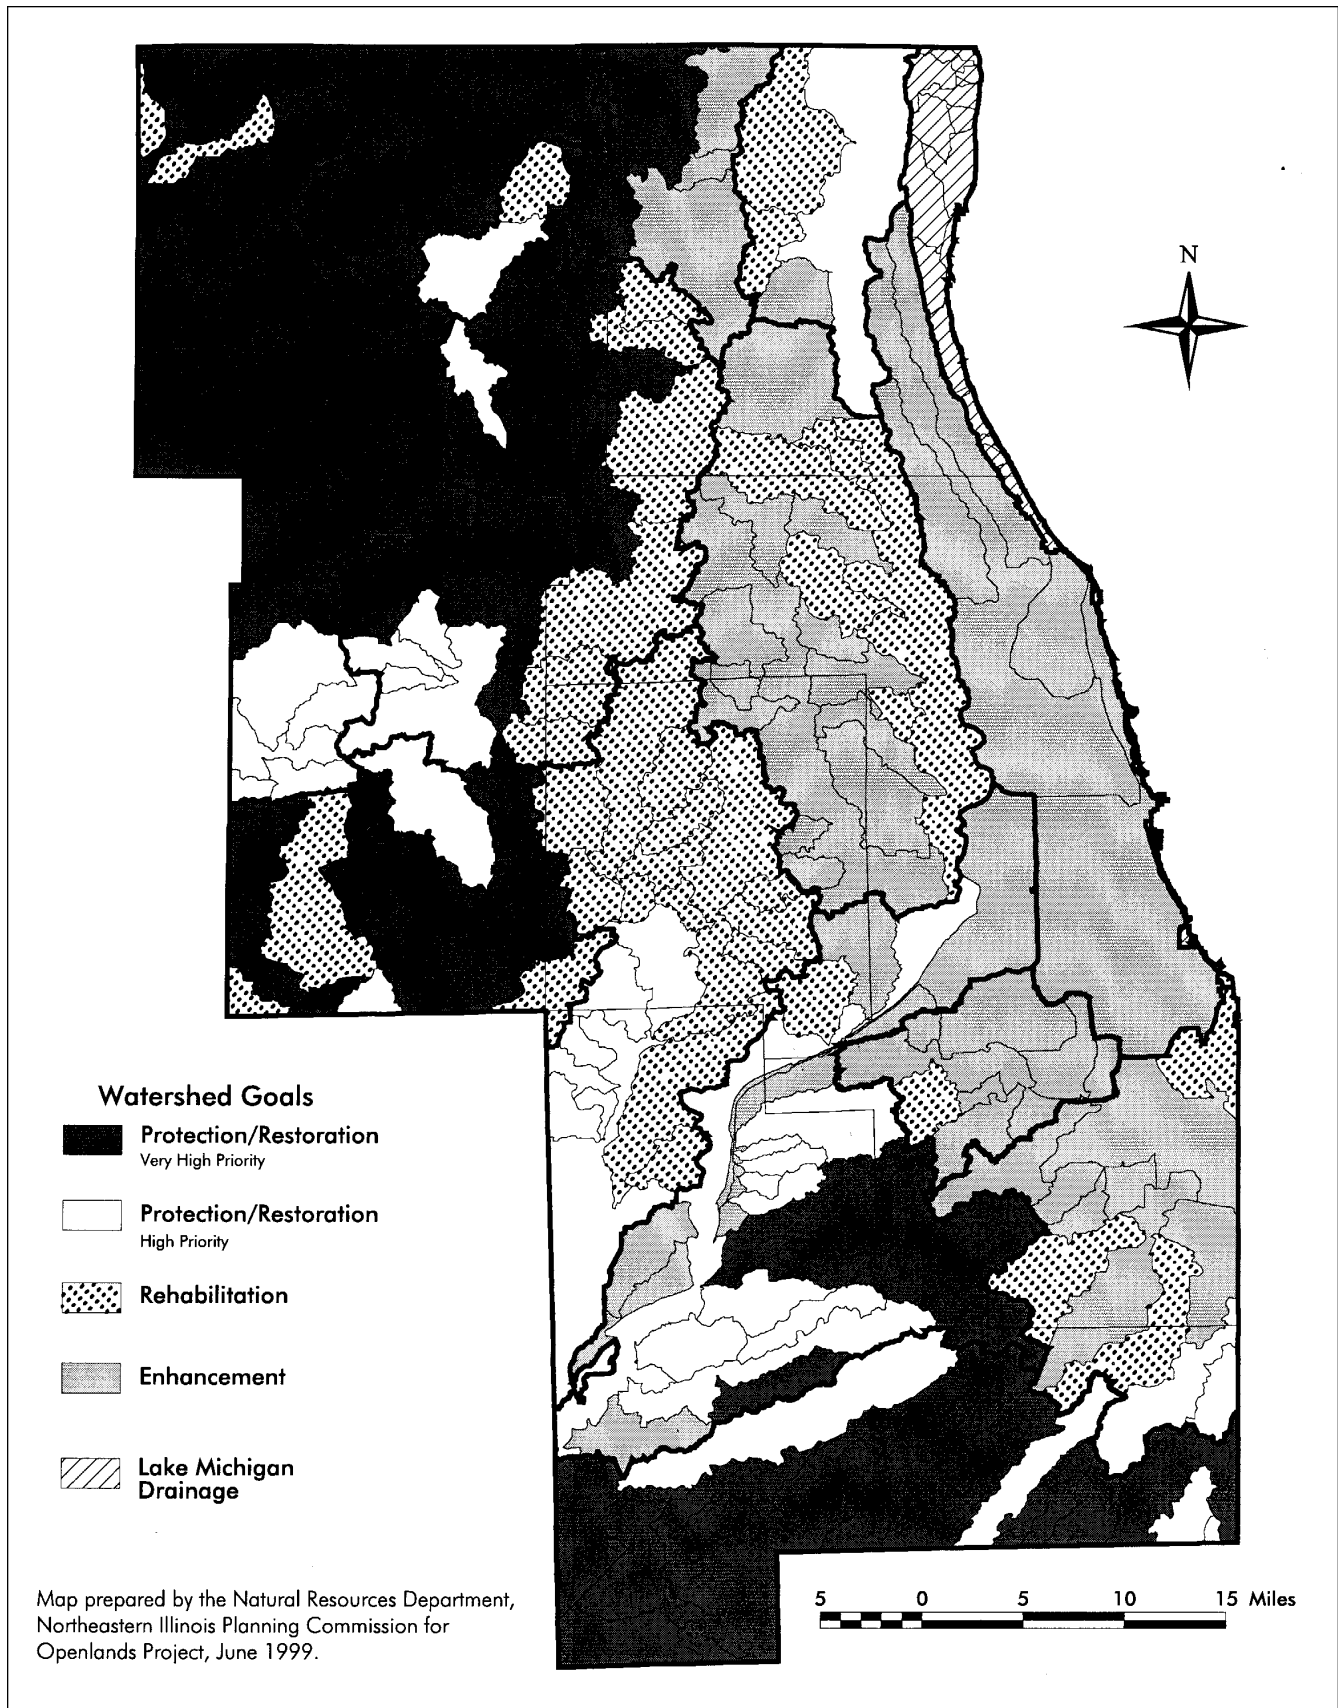 N
Watershed Goals
Protection/Restoration
Very High Priority
Protection/Restoration
High Priority
Rehabilitation
Enhancement
Lake Michigan
Drainage
5 0 5 10 15 Miles
Map prepared by the Natural Resources Department,
Northeastern Illinois Planning Commission for
Openlands Project, June 1999.